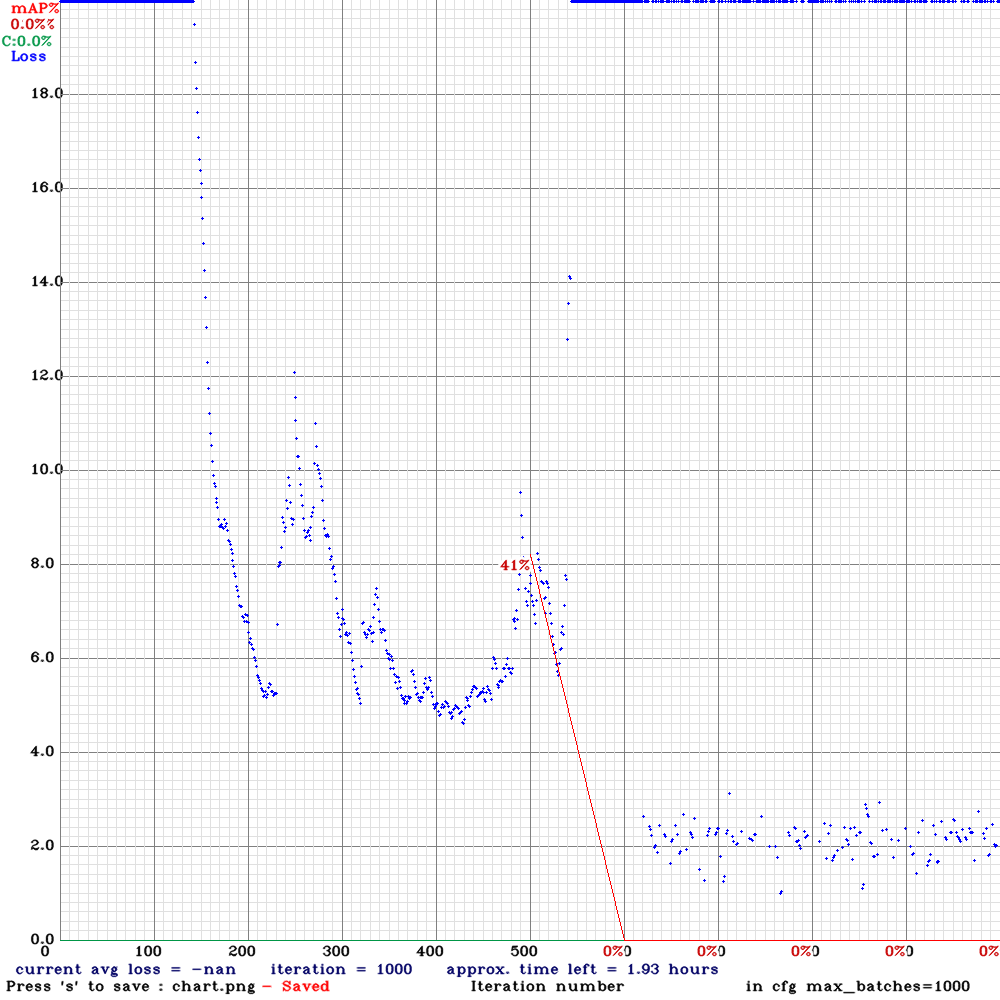 mAP%
0.0%%
C:0.0%
Loss
18.0
16.0
14.0
12.0
10.0
8.0
41%
6.0
4.0
2.0
0.0
0 100 200 300 400 500 0% 0% 0% 0% 0%
current avg loss = -nan iteration = 1000 approx. time left = 1.93 hours
Press 's' to save : chart.png - Saved Iteration number in cfg max_batches=1000